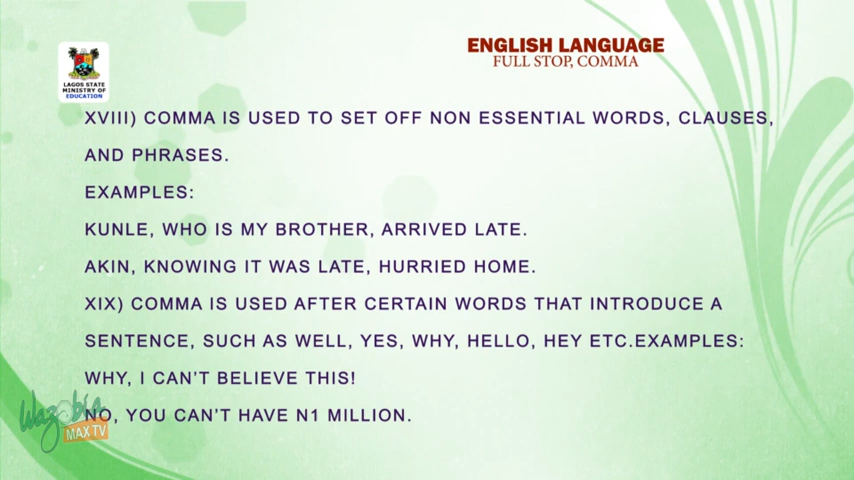 LAGOS STATE
MINISTRY OF
EDUCATION
ENGLISH LANGUAGE
FULL STOP, COMMA
XVIII) COMMA IS USED TO SET OFF NON ESSENTIAL WORDS, CLAUSES,
AND PHRASES.
EXAMPLES:
KUNLE, WHO IS MY BROTHER, ARRIVED LATE.
AKIN, KNOWING IT WAS LATE, HURRIED HOME.
XIX) COMMA IS USED AFTER CERTAIN WORDS THAT INTRODUCE A
SENTENCE, SUCH AS WELL, YES, WHY, HELLO, HEY ETC.EXAMPLES:
WHY, I CAN'T BELIEVE THIS!
NO, YOU CAN'T HAVE N1 MILLION.
Wazobia
MAX TV